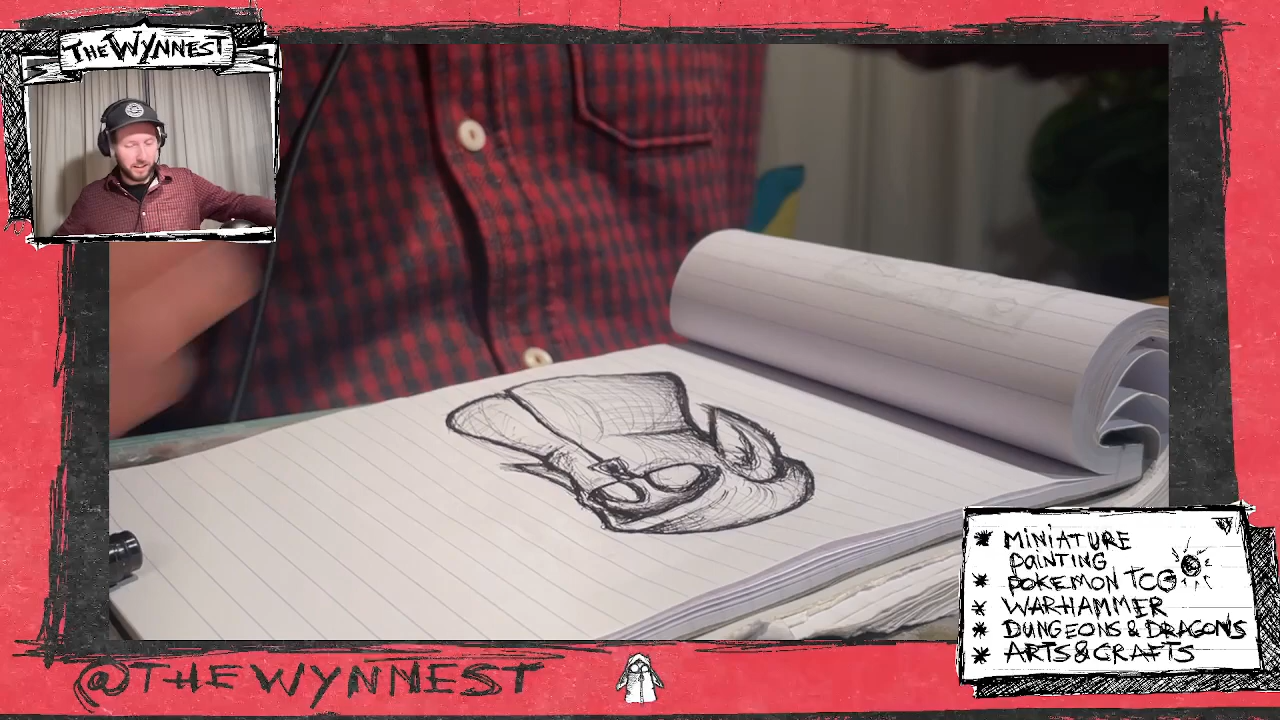 THEWYNNEST
* MINIATURE
PAINTING
* POKEMON TCG
* WARHAMMER
* DUNGEONS & DRAGONS
* ARTS&CRAFTS
@THEWYNNEST